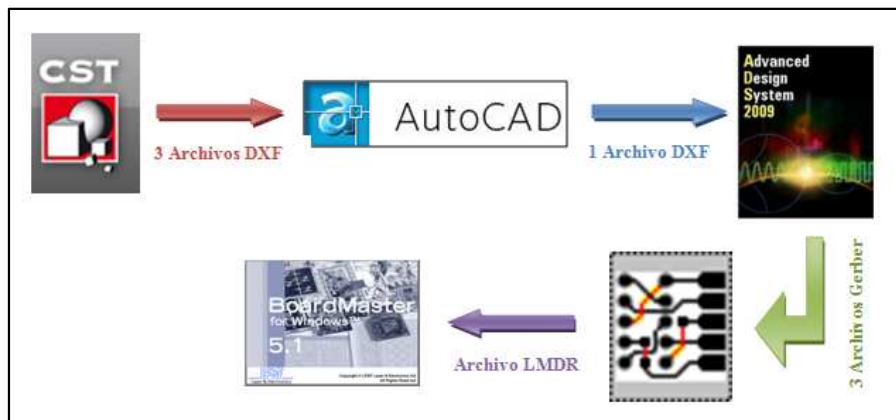 CST
3 Archivos DXF
a AutoCAD
1 Archivo DXF
Advanced
Design
System
2009
3 Archivos Gerber
Archivo LMDR
BoardMaster
for Windows™
5.1